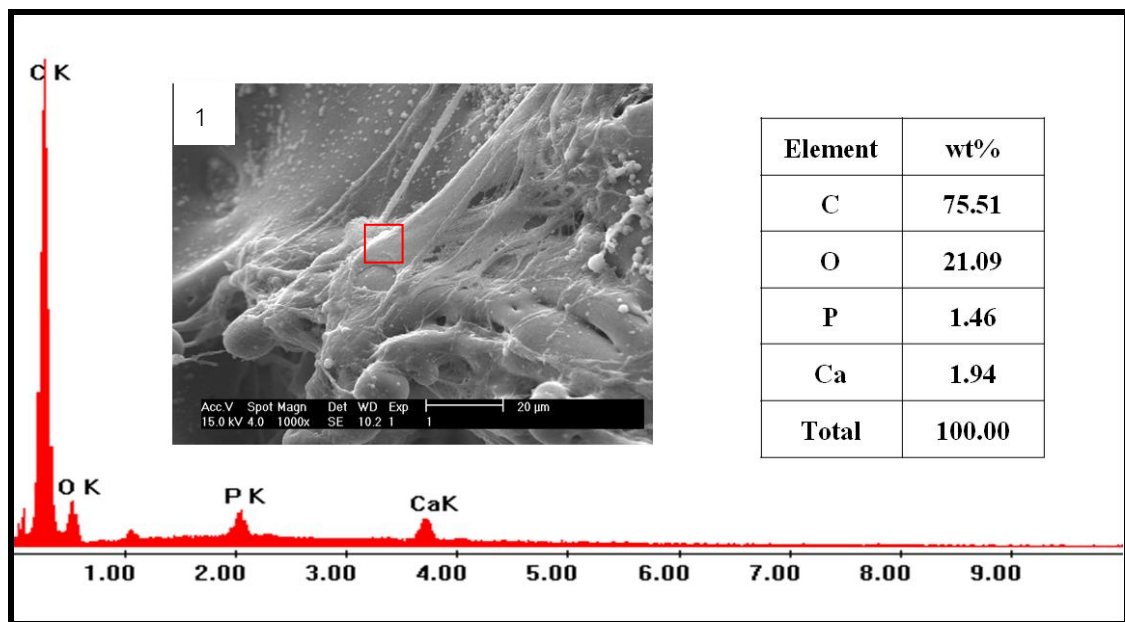 C K
1
Acc.V Spot Magn Det WD Exp 20 µm
15.0 kV 4.0 1000x SE 10.2 1 1
Element wt%
C 75.51
O 21.09
P 1.46
Ca 1.94
Total 100.00
O K
P K
CaK
1.00 2.00 3.00 4.00 5.00 6.00 7.00 8.00 9.00